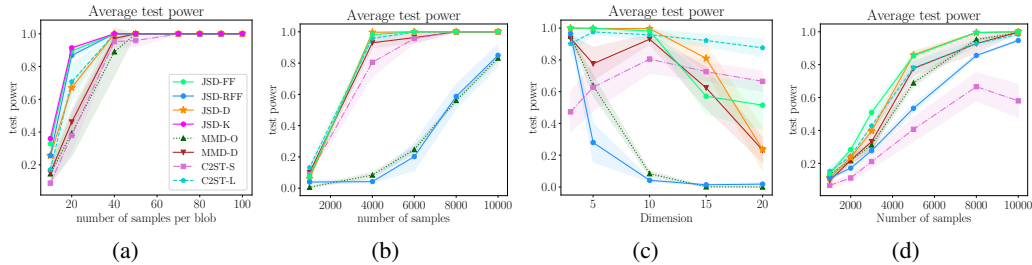 Average test power
test power
1.0
0.8
0.6
0.4
0.2
20
40
60
80
100
number of samples per blob
JSD-FF
JSD-RFF
JSD-D
JSD-K
MMD-O
MMD-D
C2ST-S
C2ST-L
(a)
Average test power
test power
1.0
0.8
0.6
0.4
0.2
0.0
2000
4000
6000
8000
10000
number of samples
(b)
Average test power
test power
1.0
0.8
0.6
0.4
0.2
0.0
5
10
15
20
Dimension
(c)
Average test power
test power
1.0
0.8
0.6
0.4
0.2
0.0
2000
4000
6000
8000
10000
Number of samples
(d)